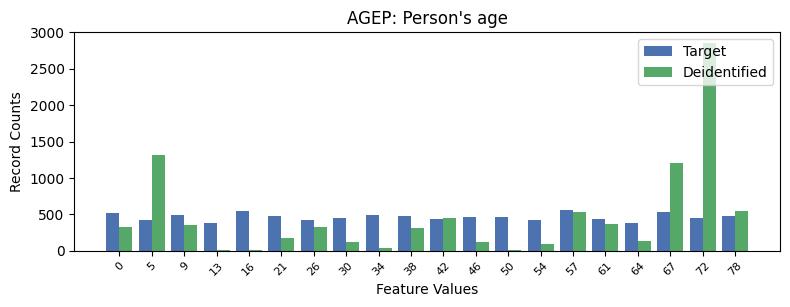 AGEP: Person's age
Record Counts
3000
2500
2000
1500
1000
500
0
Target
Deidentified
0 5 9 13 16 21 26 30 34 38 42 46 50 54 57 61 64 67 72 78
Feature Values